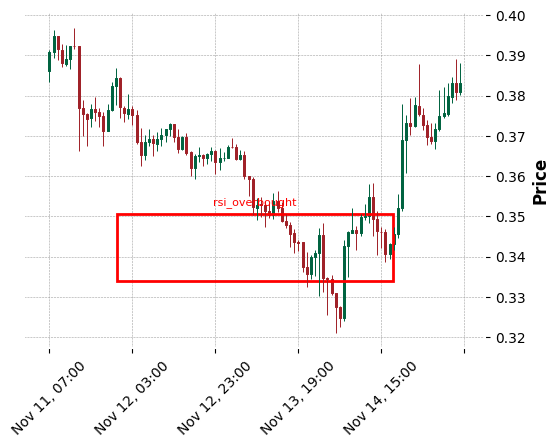 0.40
0.39
0.38
0.37
0.36
rsi_overbought
0.35
0.34
0.33
0.32
Price
Nov 11, 07:00
Nov 12, 03:00
Nov 12, 23:00
Nov 13, 19:00
Nov 14, 15:00